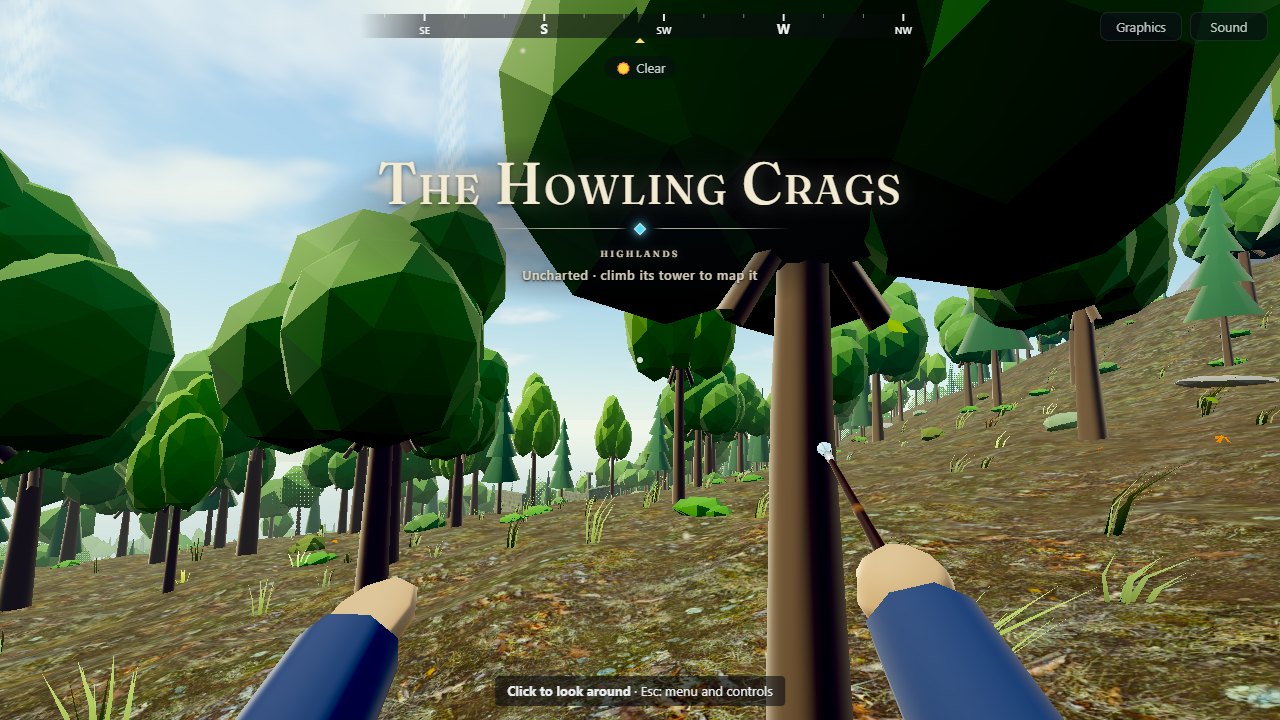 SE S SW W NW
Graphics
Sound
Clear
The Howling Crags
HIGHLANDS
Uncharted · climb its tower to map it
Click to look around · Esc: menu and controls